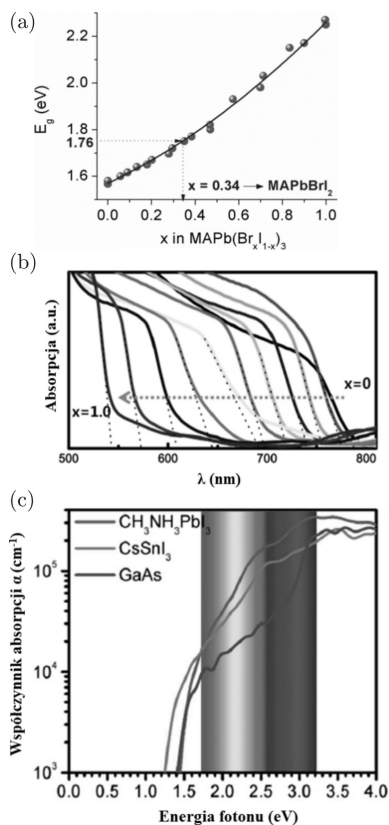 (a)
2.2
2.0
1.8
1.76
1.6
E_g (eV)
x = 0.34 → MAPbBrI₂
0.0 0.2 0.4 0.6 0.8 1.0
x in MAPb(BrₓI₁₋ₓ)₃
(b)
Absorpcja (a.u.)
x=0
x=1.0
500 600 700 800
λ (nm)
(c)
CH₃NH₃PbI₃
CsSnI₃
GaAs
Współczynnik absorpcji α (cm⁻¹)
10⁵
10⁴
10³
0.0 0.5 1.0 1.5 2.0 2.5 3.0 3.5 4.0
Energia fotonu (eV)